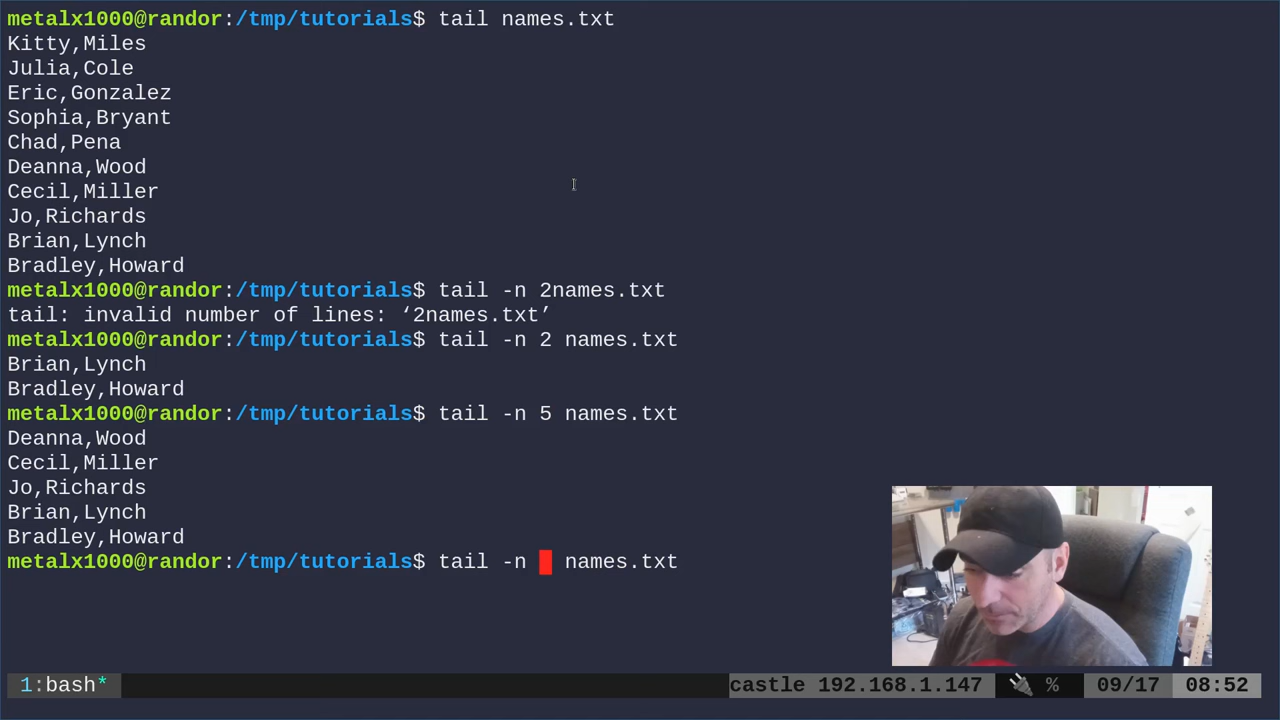 metalx1000@randor:/tmp/tutorials$ tail names.txt
Kitty,Miles
Julia,Cole
Eric,Gonzalez
Sophia,Bryant
Chad,Pena
Deanna,Wood
Cecil,Miller
Jo,Richards
Brian,Lynch
Bradley,Howard
metalx1000@randor:/tmp/tutorials$ tail -n 2names.txt
tail: invalid number of lines: ‘2names.txt’
metalx1000@randor:/tmp/tutorials$ tail -n 2 names.txt
Brian,Lynch
Bradley,Howard
metalx1000@randor:/tmp/tutorials$ tail -n 5 names.txt
Deanna,Wood
Cecil,Miller
Jo,Richards
Brian,Lynch
Bradley,Howard
metalx1000@randor:/tmp/tutorials$ tail -n  names.txt
1:bash* castle 192.168.1.147 🔌 % 09/17 08:52